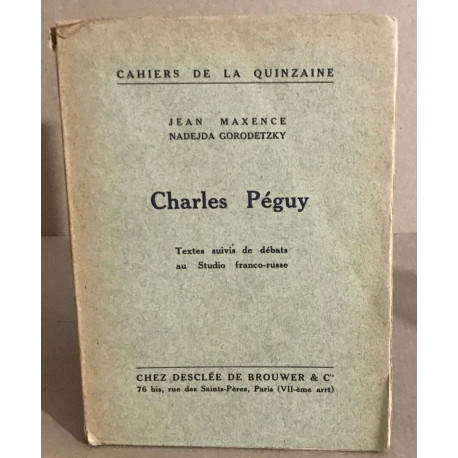 CAHIERS DE LA QUINZAINE
JEAN MAXENCE
NADEJDA GORODETZKY
Charles Péguy
Textes suivis de débats
au Studio franco-russe
CHEZ DESCLÉE DE BROUWER & Cie
76 bis, rue des Saints-Pères, Paris (VII-ème arrt)